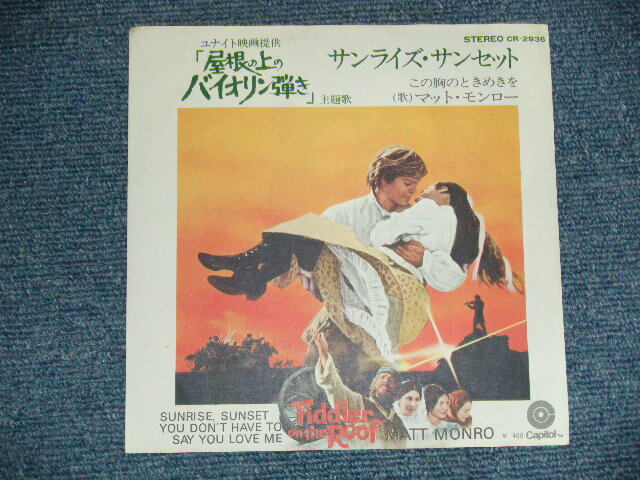 STEREO CR-2936
ユナイト映画提供
「屋根の上の
バイオリン弾き」主題歌
サンライズ・サンセット
この胸のときめきを
(歌)マット・モンロー
SUNRISE, SUNSET
YOU DON'T HAVE TO
SAY YOU LOVE ME
Fiddler
on the Roof
MATT MONRO
¥ 400 Capitol™